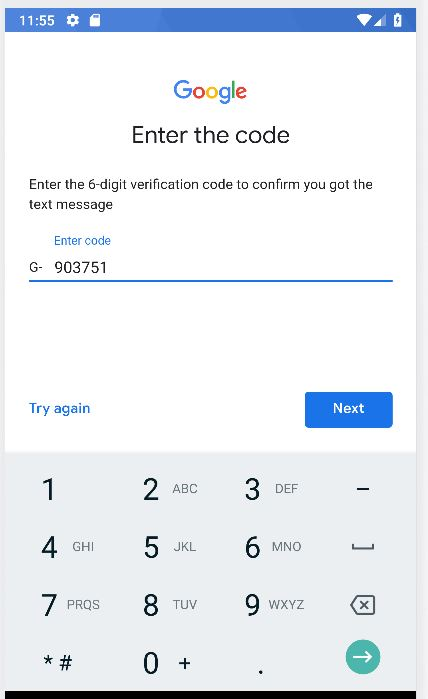 11:55
Google
Enter the code
Enter the 6-digit verification code to confirm you got the
text message
Enter code
G- 903751
Try again Next
1 2 ABC 3 DEF –
4 GHI 5 JKL 6 MNO
7 PRQS 8 TUV 9 WXYZ
* # 0 + .